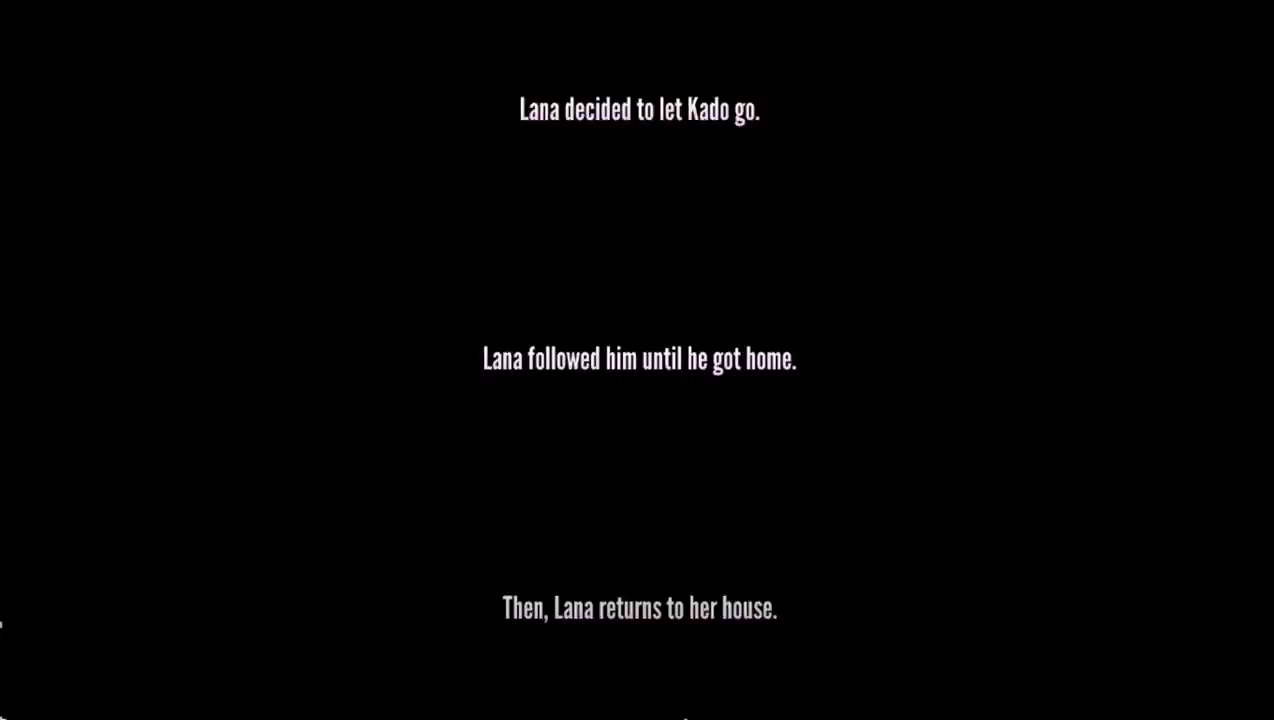 Lana decided to let Kado go.
Lana followed him until he got home.
Then, Lana returns to her house.